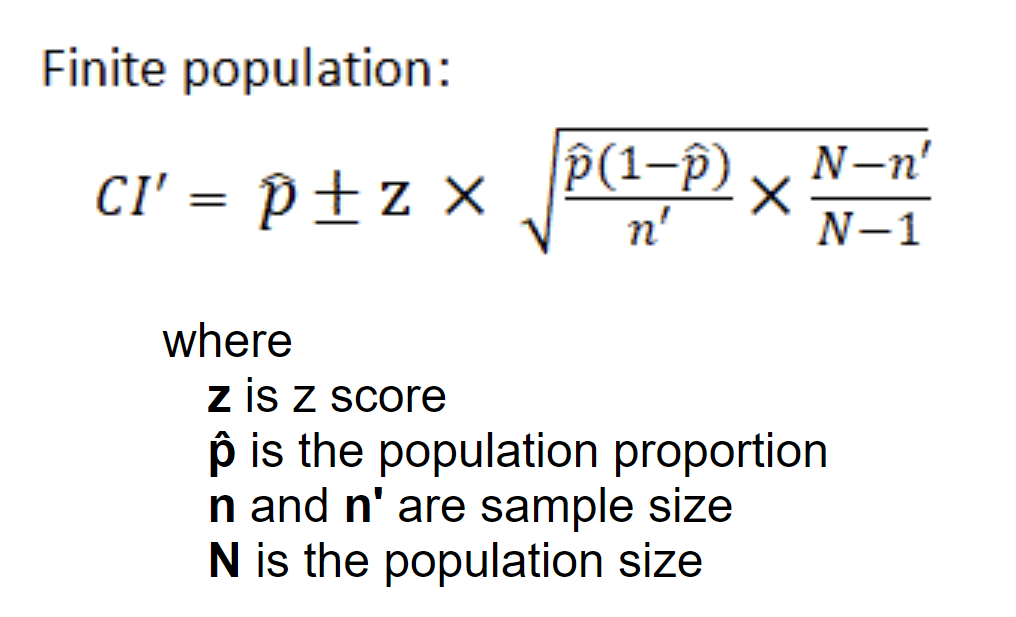 Finite population:
CI' = p̂ ± z × √(p̂(1−p̂)/n' × N−n'/N−1)
where
z is z score
p̂ is the population proportion
n and n' are sample size
N is the population size